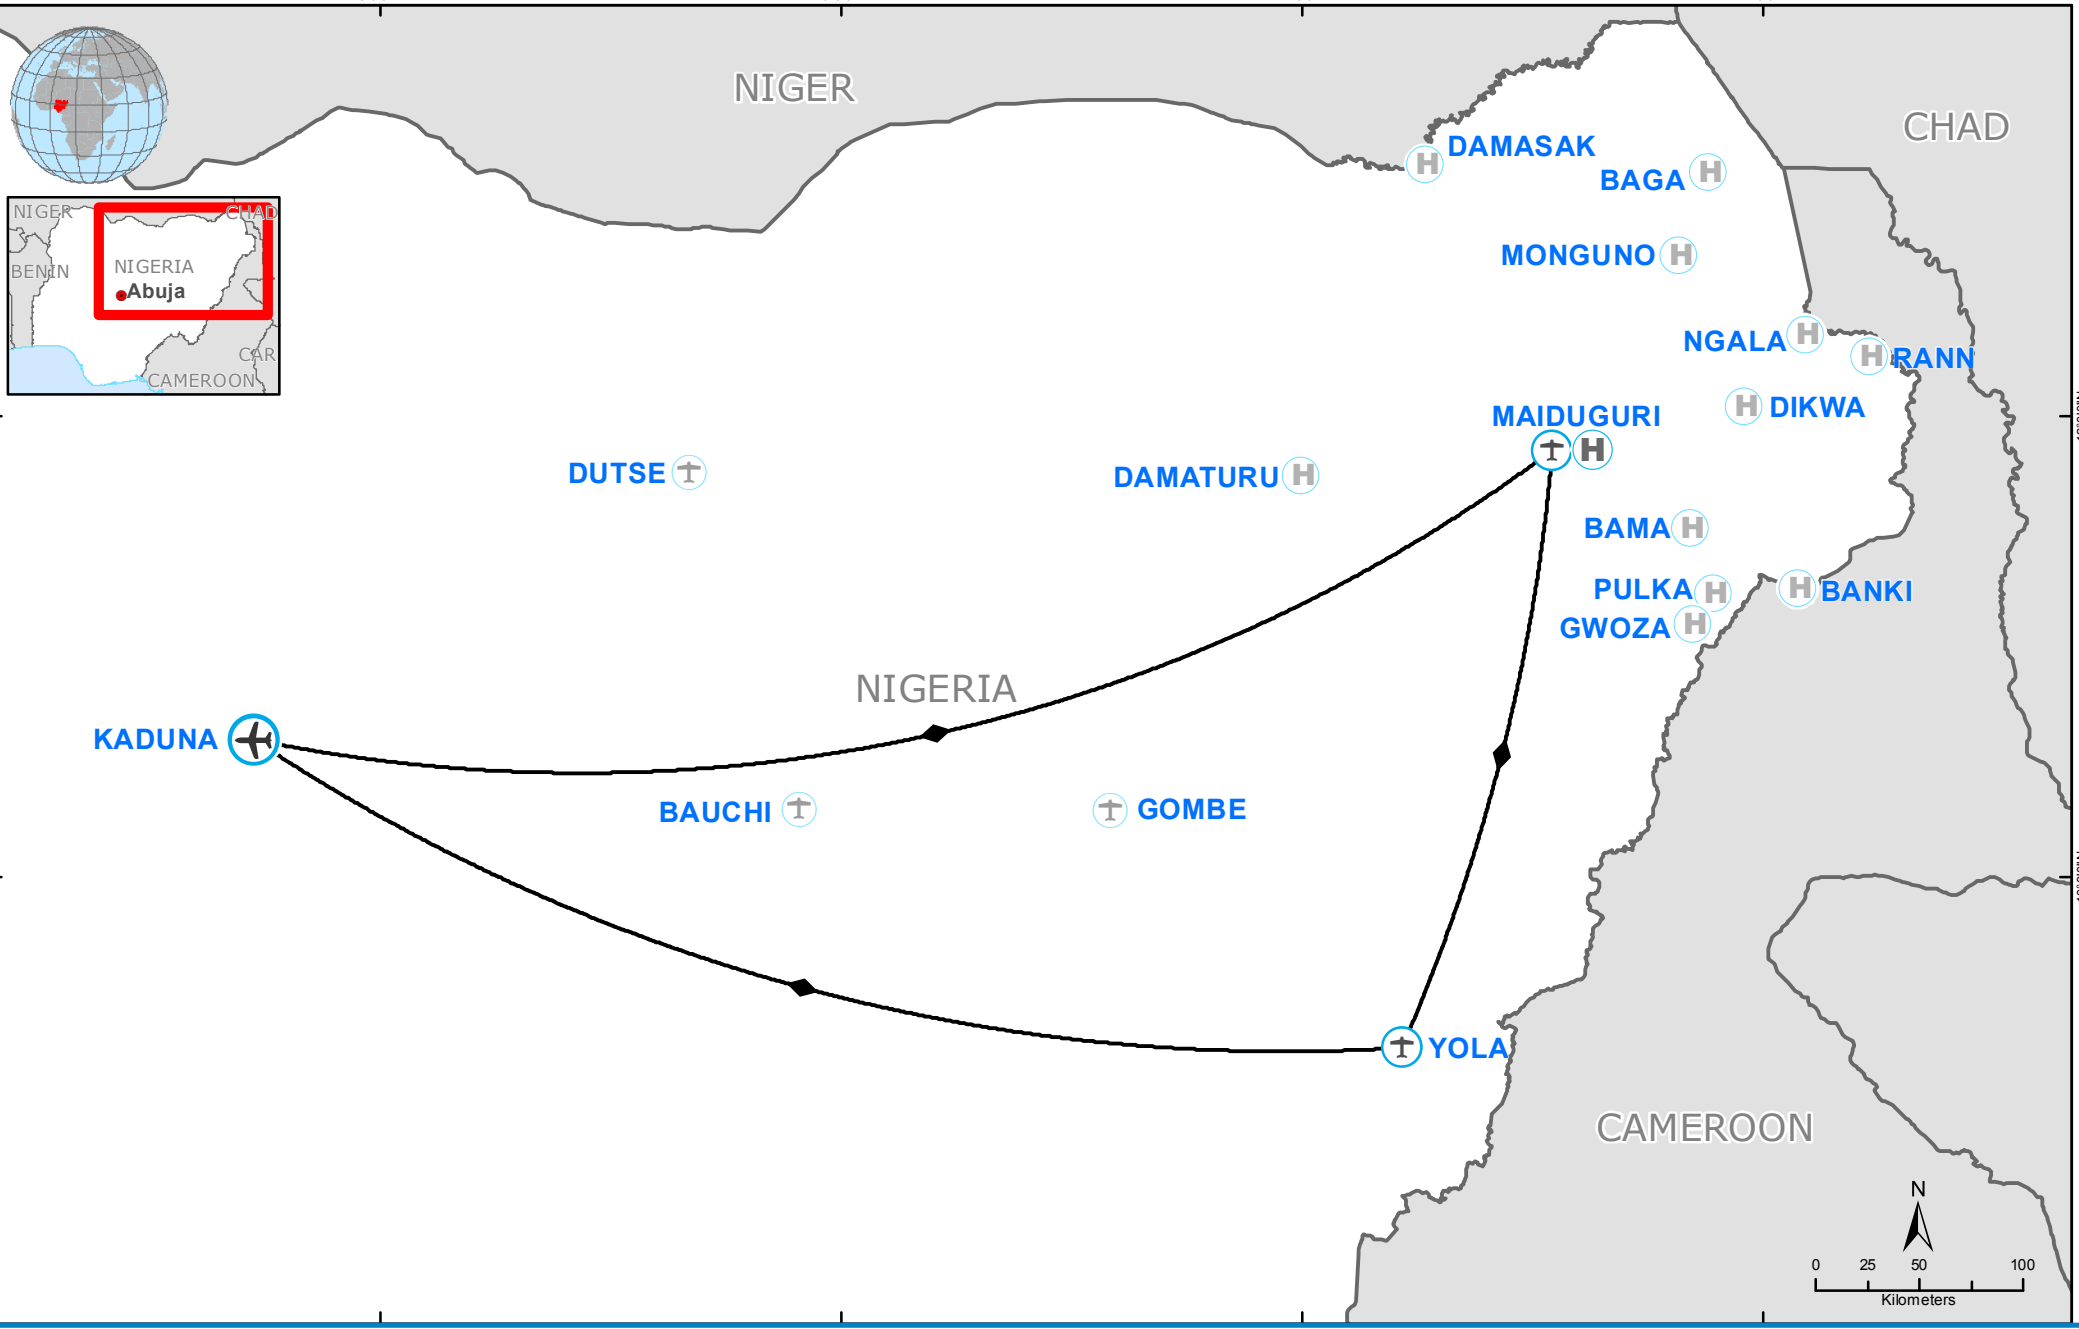 NIGER
CHAD
DAMASAK
H
BAGA
H
MONGUNO
H
NIGER
CHAD
BENIN
NIGERIA
Abuja
CAR
CAMEROON
NGALA
H
H
RANN
H
DIKWA
MAIDUGURI
H
DUTSE
DAMATURU
H
BAMA
H
PULKA
H
H
BANKI
GWOZA
H
NIGERIA
KADUNA
BAUCHI
GOMBE
YOLA
CAMEROON
N
0 25 50 100
Kilometers